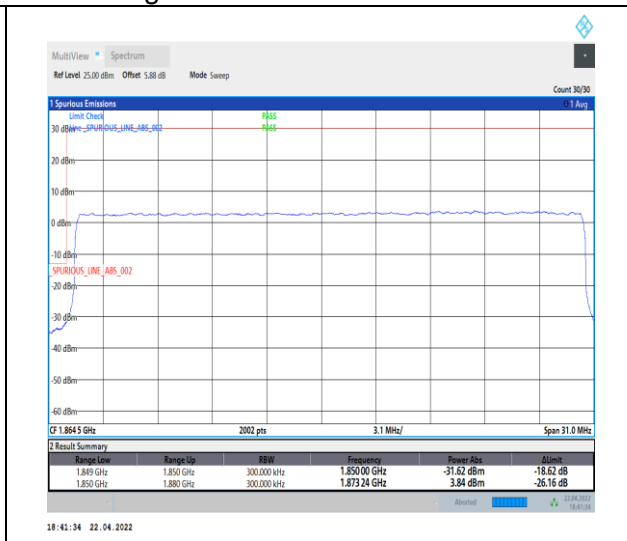 MultiView Spectrum
Ref Level 25.00 dBm Offset 5.88 dB Mode Sweep
Count 30/30
1 Spurious Emissions 1 Avg
Limit Check PASS
30 dBm Line _SPURIOUS_LINE_ABS_002 PASS
20 dBm
10 dBm
0 dBm
-10 dBm
_SPURIOUS_LINE_ABS_002
-20 dBm
-30 dBm
-40 dBm
-50 dBm
-60 dBm
CF 1.864 5 GHz 2002 pts 3.1 MHz/ Span 31.0 MHz
2 Result Summary
Range Low Range Up RBW Frequency Power Abs ΔLimit
1.849 GHz 1.850 GHz 300.000 kHz 1.850 00 GHz -31.62 dBm -18.62 dB
1.850 GHz 1.880 GHz 300.000 kHz 1.873 24 GHz 3.84 dBm -26.16 dB
Aborted 22.04.2022
18:41:34
18:41:34 22.04.2022